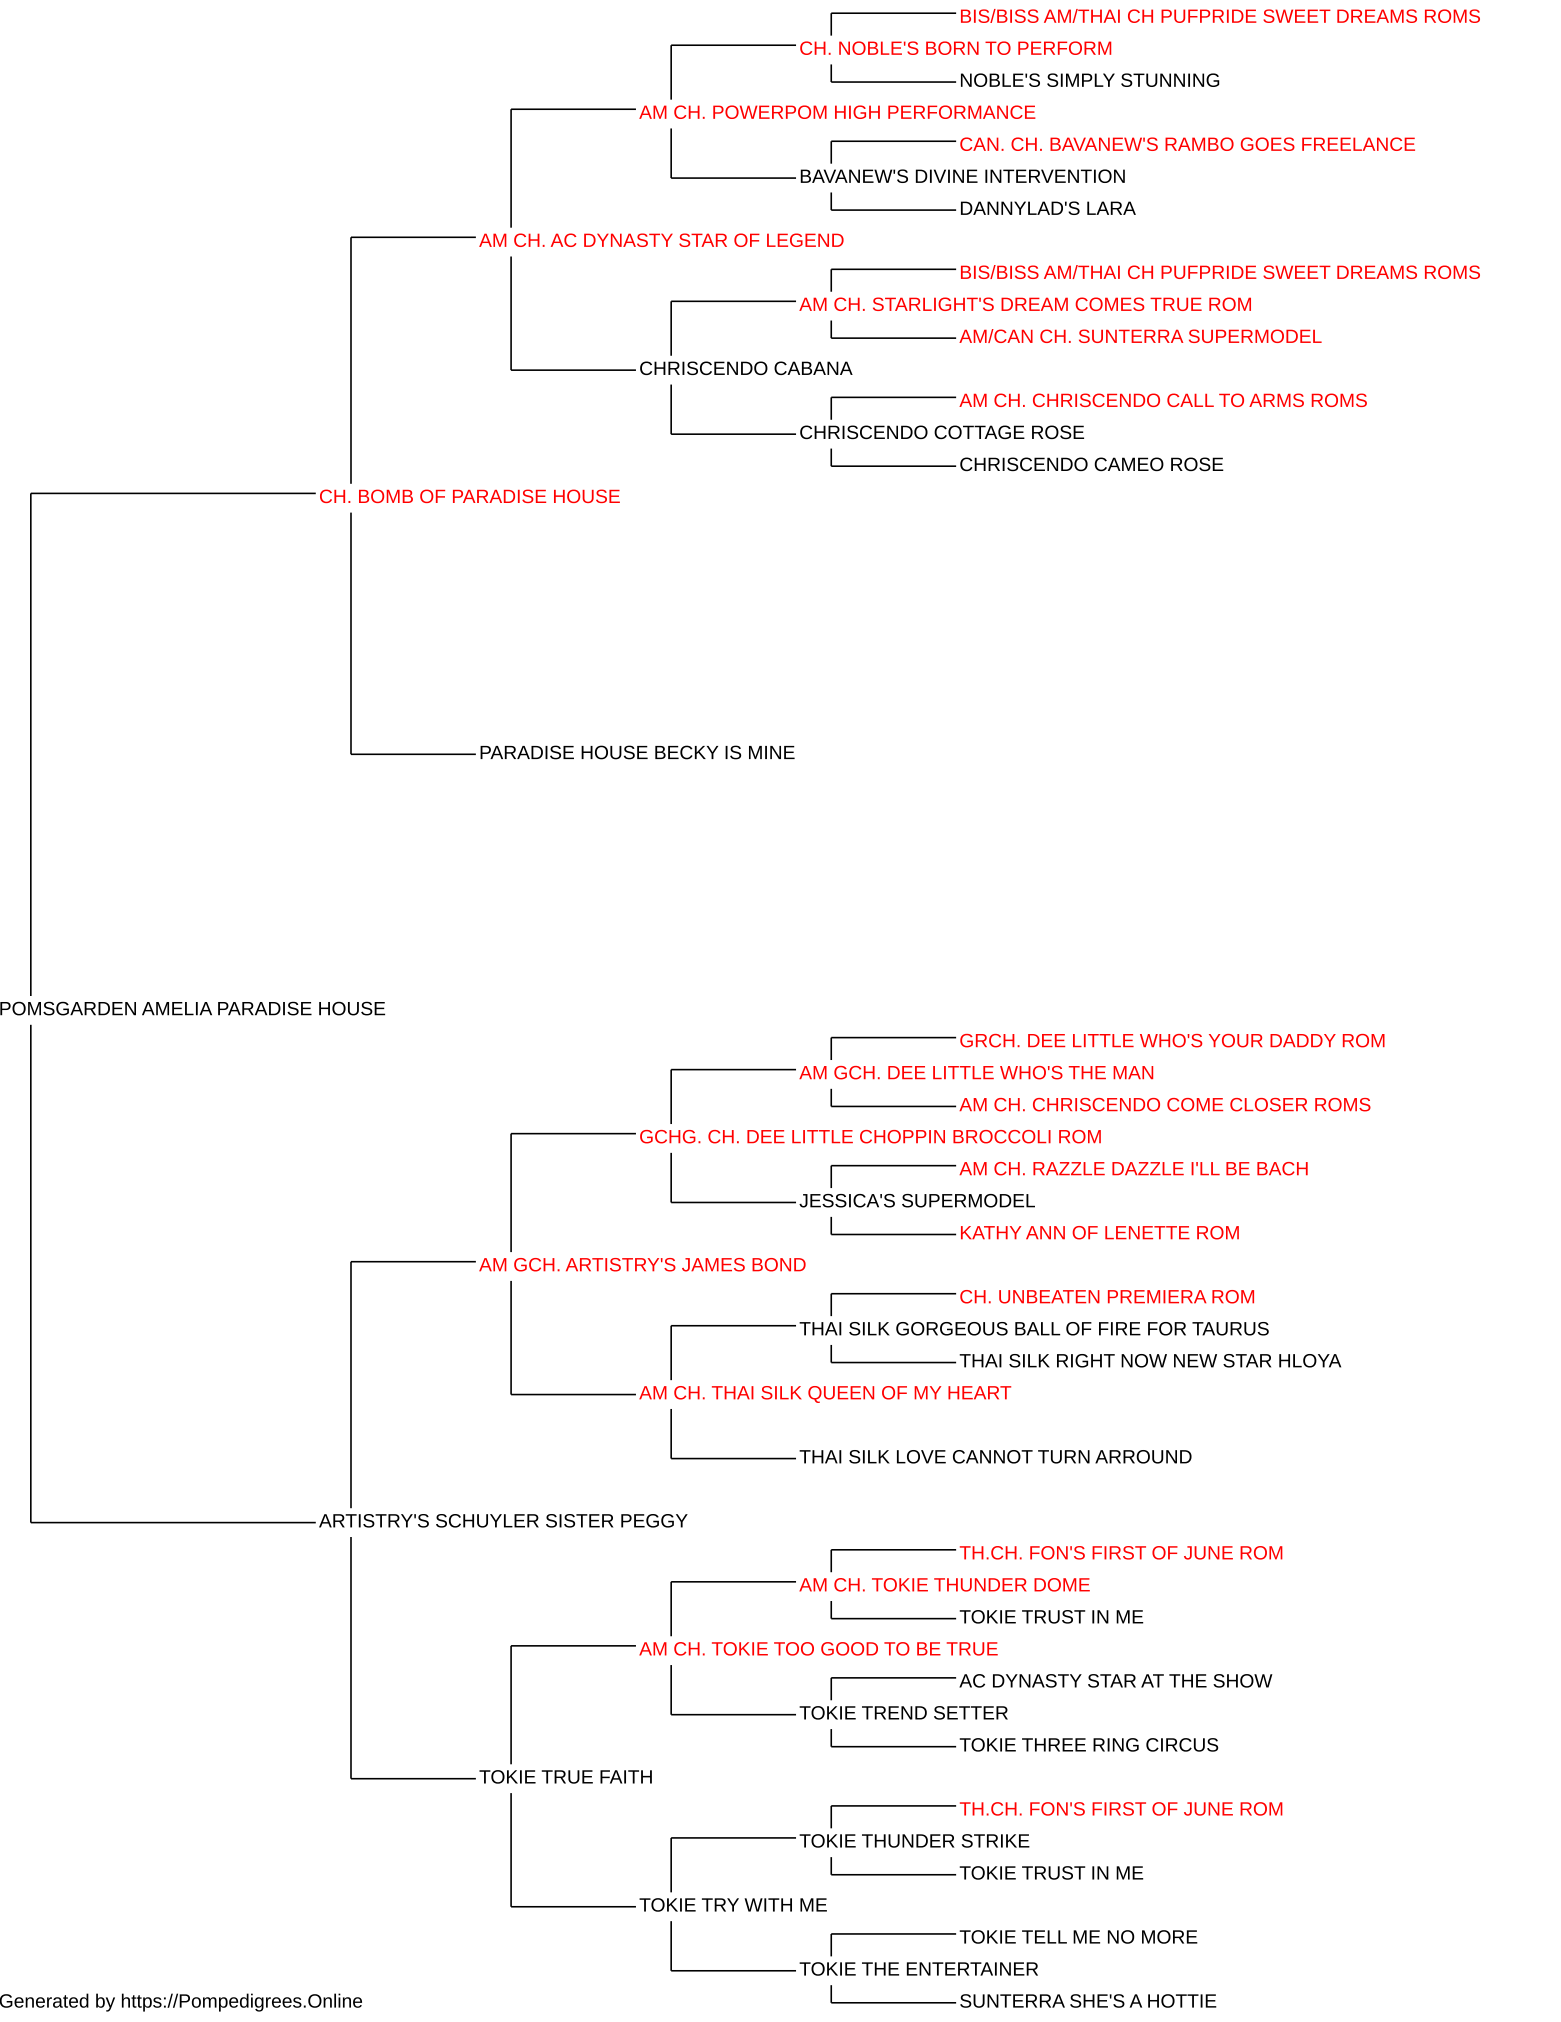 BIS/BISS AM/THAI CH PUFPRIDE SWEET DREAMS ROMS
CH. NOBLE'S BORN TO PERFORM
NOBLE'S SIMPLY STUNNING
AM CH. POWERPOM HIGH PERFORMANCE
CAN. CH. BAVANEW'S RAMBO GOES FREELANCE
BAVANEW'S DIVINE INTERVENTION
DANNYLAD'S LARA
AM CH. AC DYNASTY STAR OF LEGEND
BIS/BISS AM/THAI CH PUFPRIDE SWEET DREAMS ROMS
AM CH. STARLIGHT'S DREAM COMES TRUE ROM
AM/CAN CH. SUNTERRA SUPERMODEL
CHRISCENDO CABANA
AM CH. CHRISCENDO CALL TO ARMS ROMS
CHRISCENDO COTTAGE ROSE
CHRISCENDO CAMEO ROSE
CH. BOMB OF PARADISE HOUSE
PARADISE HOUSE BECKY IS MINE
POMSGARDEN AMELIA PARADISE HOUSE
GRCH. DEE LITTLE WHO'S YOUR DADDY ROM
AM GCH. DEE LITTLE WHO'S THE MAN
AM CH. CHRISCENDO COME CLOSER ROMS
GCHG. CH. DEE LITTLE CHOPPIN BROCCOLI ROM
AM CH. RAZZLE DAZZLE I'LL BE BACH
JESSICA'S SUPERMODEL
KATHY ANN OF LENETTE ROM
AM GCH. ARTISTRY'S JAMES BOND
CH. UNBEATEN PREMIERA ROM
THAI SILK GORGEOUS BALL OF FIRE FOR TAURUS
THAI SILK RIGHT NOW NEW STAR HLOYA
AM CH. THAI SILK QUEEN OF MY HEART
THAI SILK LOVE CANNOT TURN ARROUND
ARTISTRY'S SCHUYLER SISTER PEGGY
TH.CH. FON'S FIRST OF JUNE ROM
AM CH. TOKIE THUNDER DOME
TOKIE TRUST IN ME
AM CH. TOKIE TOO GOOD TO BE TRUE
AC DYNASTY STAR AT THE SHOW
TOKIE TREND SETTER
TOKIE THREE RING CIRCUS
TOKIE TRUE FAITH
TH.CH. FON'S FIRST OF JUNE ROM
TOKIE THUNDER STRIKE
TOKIE TRUST IN ME
TOKIE TRY WITH ME
TOKIE TELL ME NO MORE
TOKIE THE ENTERTAINER
SUNTERRA SHE'S A HOTTIE
Generated by https://Pompedigrees.Online